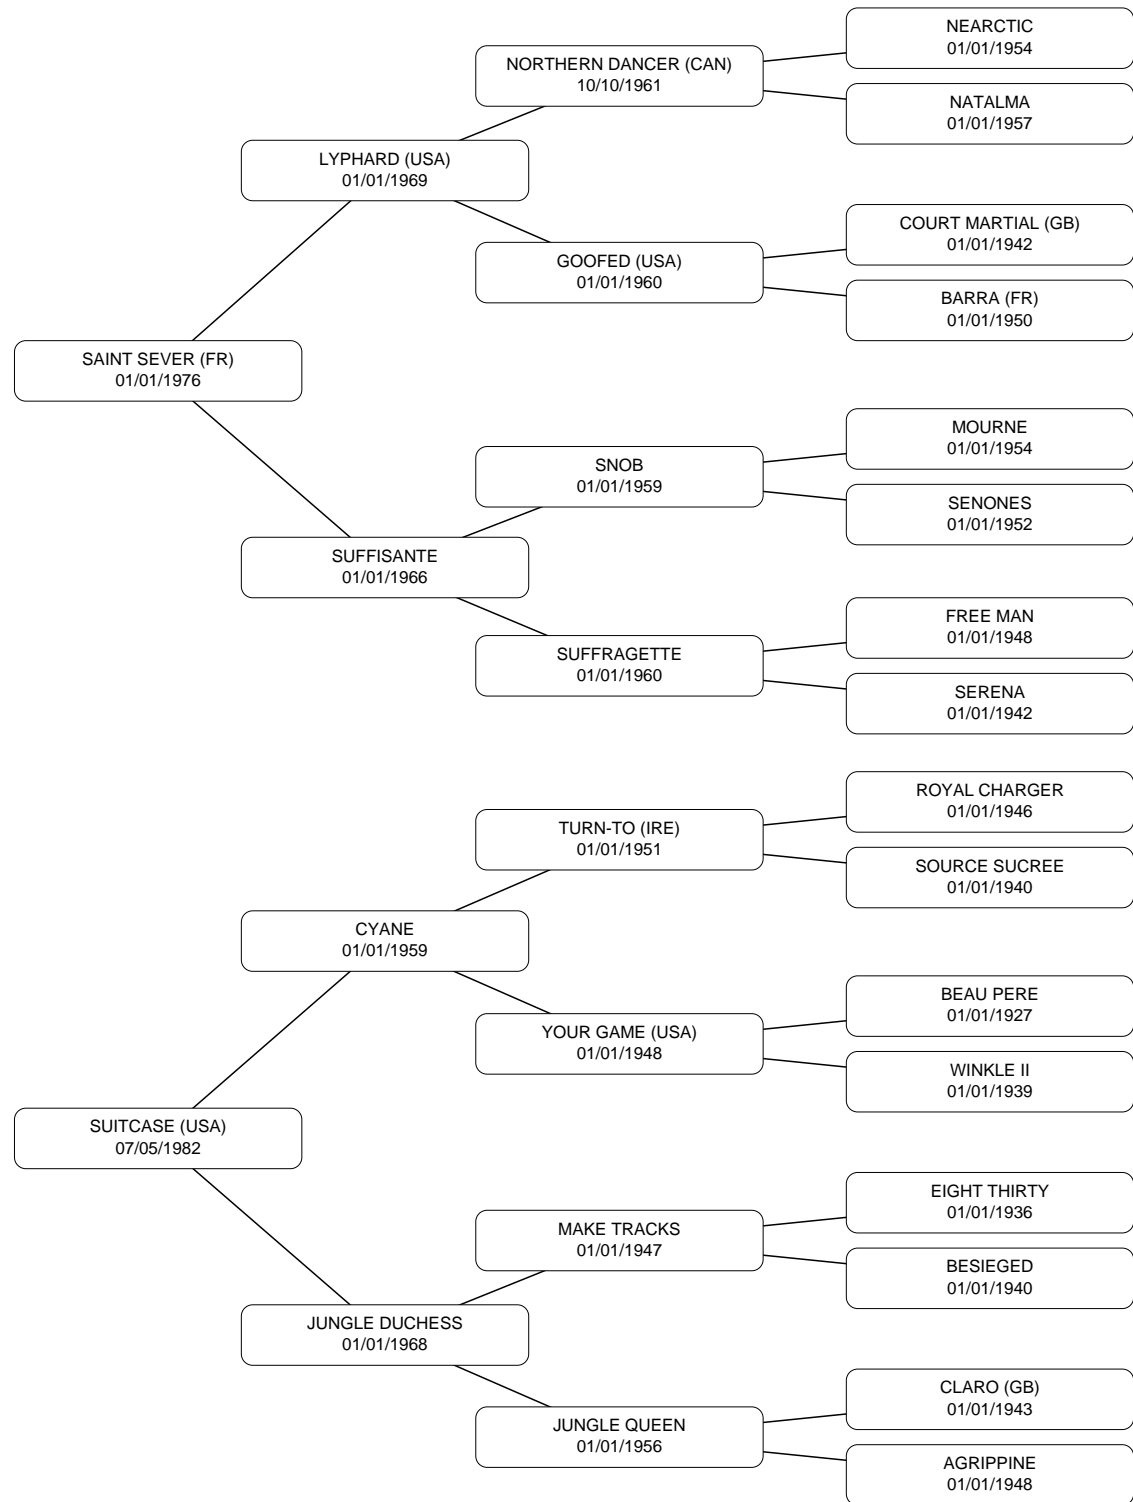 NEARCTIC
01/01/1954
NORTHERN DANCER (CAN)
10/10/1961
NATALMA
01/01/1957
LYPHARD (USA)
01/01/1969
COURT MARTIAL (GB)
01/01/1942
GOOFED (USA)
01/01/1960
BARRA (FR)
01/01/1950
SAINT SEVER (FR)
01/01/1976
MOURNE
01/01/1954
SNOB
01/01/1959
SENONES
01/01/1952
SUFFISANTE
01/01/1966
FREE MAN
01/01/1948
SUFFRAGETTE
01/01/1960
SERENA
01/01/1942
ROYAL CHARGER
01/01/1946
TURN-TO (IRE)
01/01/1951
SOURCE SUCREE
01/01/1940
CYANE
01/01/1959
BEAU PERE
01/01/1927
YOUR GAME (USA)
01/01/1948
WINKLE II
01/01/1939
SUITCASE (USA)
07/05/1982
EIGHT THIRTY
01/01/1936
MAKE TRACKS
01/01/1947
BESIEGED
01/01/1940
JUNGLE DUCHESS
01/01/1968
CLARO (GB)
01/01/1943
JUNGLE QUEEN
01/01/1956
AGRIPPINE
01/01/1948